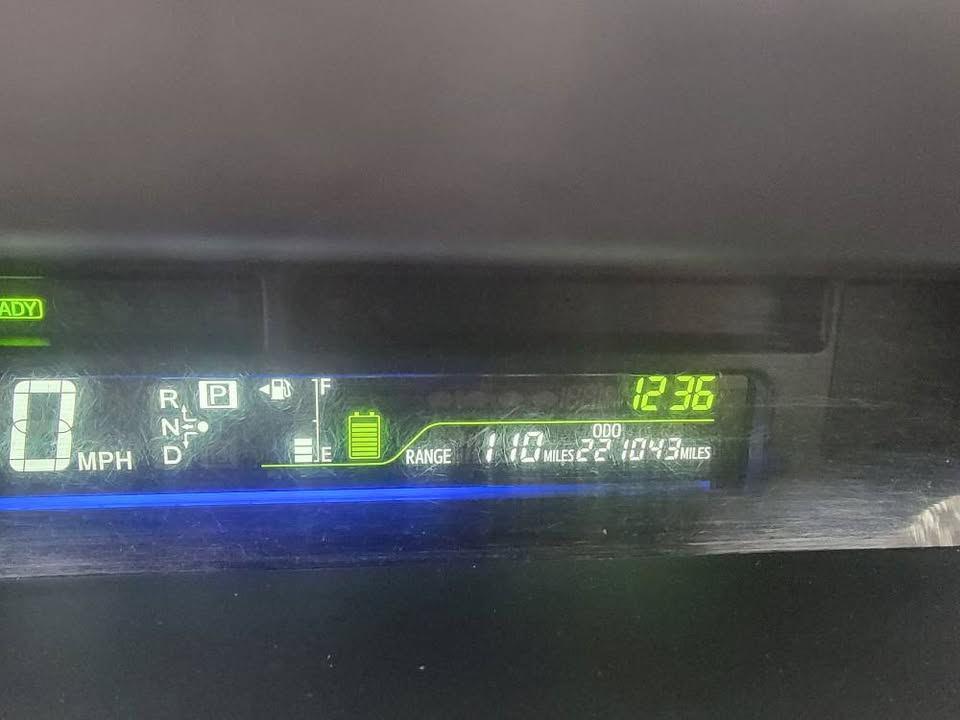 ADY
1236
0 MPH
R P
N
D
F
E
RANGE 110 MILES
ODO
221043 MILES